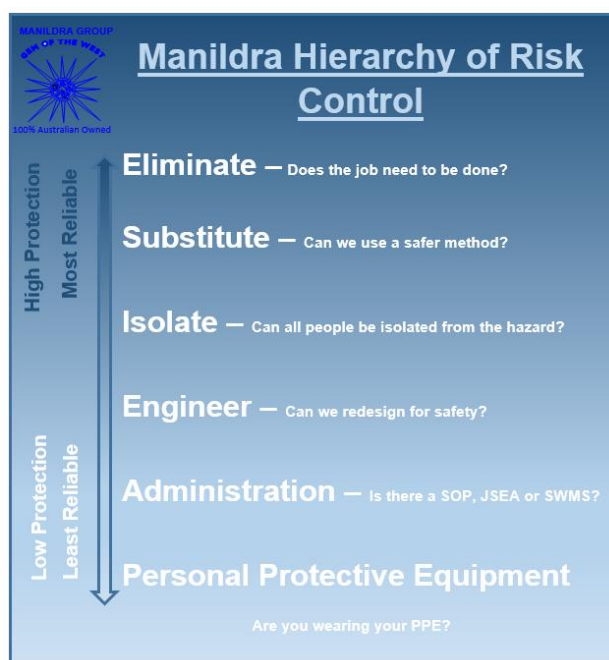 MANILDRA GROUP
GEM OF THE WEST
100% Australian Owned
Manildra Hierarchy of Risk
Control
High Protection
Most Reliable
Low Protection
Least Reliable
Eliminate – Does the job need to be done?
Substitute – Can we use a safer method?
Isolate – Can all people be isolated from the hazard?
Engineer – Can we redesign for safety?
Administration – Is there a SOP, JSEA or SWMS?
Personal Protective Equipment
Are you wearing your PPE?